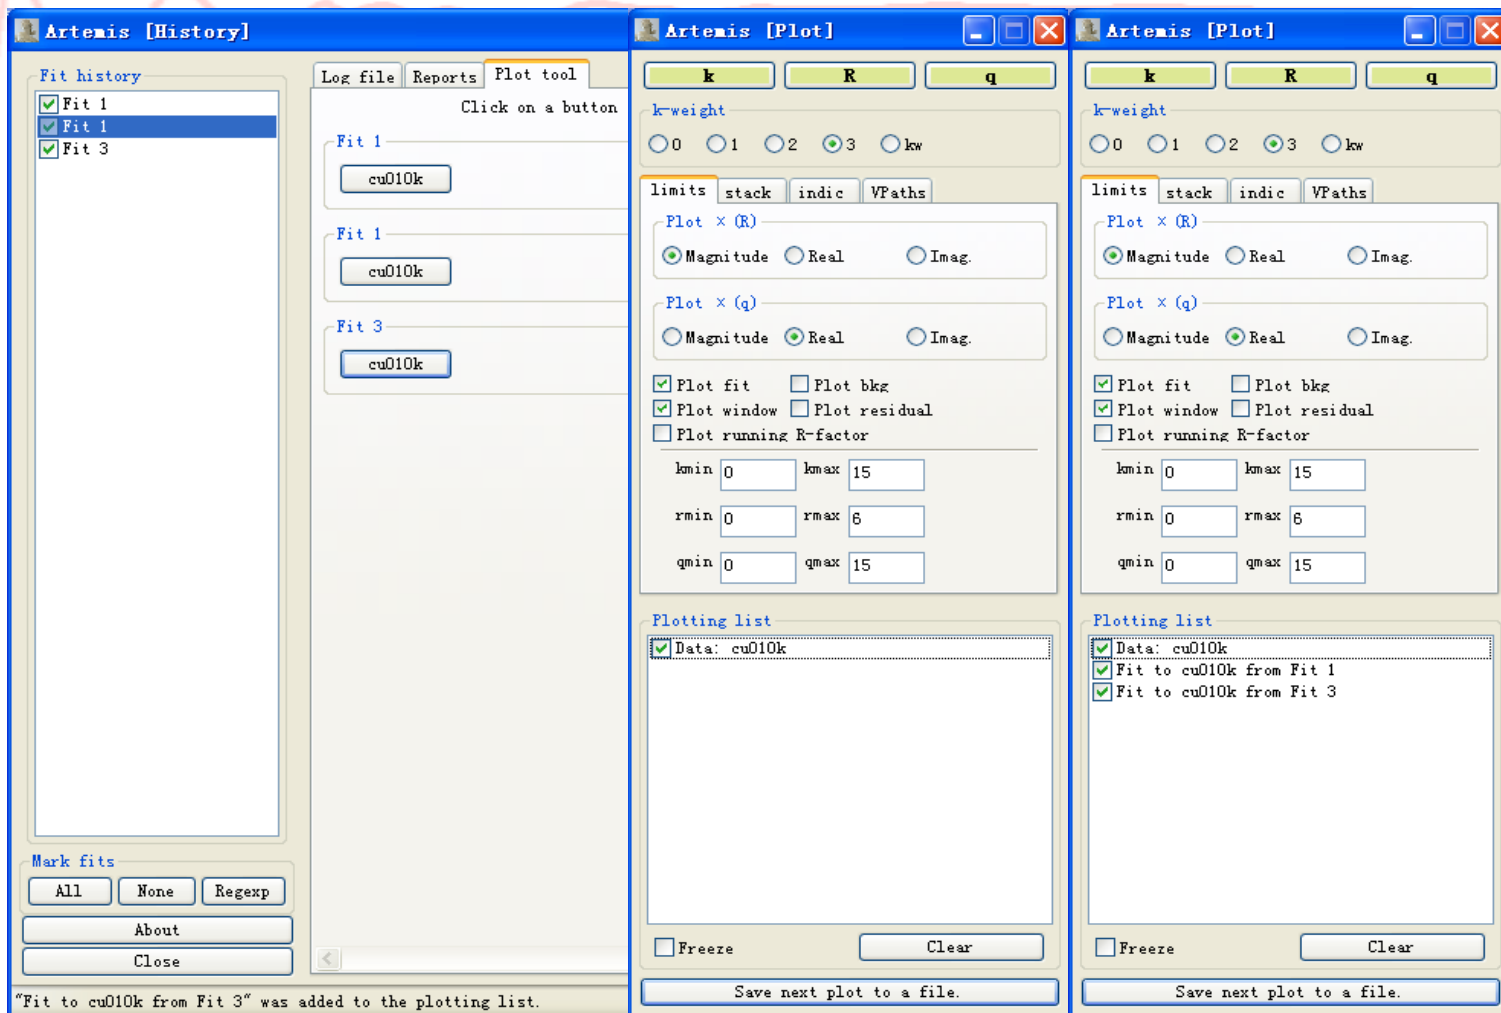 Artemis [History]
Fit history
Fit 1
Fit 1
Fit 3
Mark fits
All None Regexp
About
Close
Log file Reports Plot tool
Click on a button
Fit 1
cu010k
Fit 1
cu010k
Fit 3
cu010k
"Fit to cu010k from Fit 3" was added to the plotting list.
Artemis [Plot]
k R q
k-weight
0 1 2 3 kw
limits stack indic VPaths
Plot χ(R)
Magnitude Real Imag.
Plot χ(q)
Magnitude Real Imag.
Plot fit Plot bkg
Plot window Plot residual
Plot running R-factor
kmin 0 kmax 15
rmin 0 rmax 6
qmin 0 qmax 15
Plotting list
Data: cu010k
Freeze Clear
Save next plot to a file.
Artemis [Plot]
k R q
k-weight
0 1 2 3 kw
limits stack indic VPaths
Plot χ(R)
Magnitude Real Imag.
Plot χ(q)
Magnitude Real Imag.
Plot fit Plot bkg
Plot window Plot residual
Plot running R-factor
kmin 0 kmax 15
rmin 0 rmax 6
qmin 0 qmax 15
Plotting list
Data: cu010k
Fit to cu010k from Fit 1
Fit to cu010k from Fit 3
Freeze Clear
Save next plot to a file.